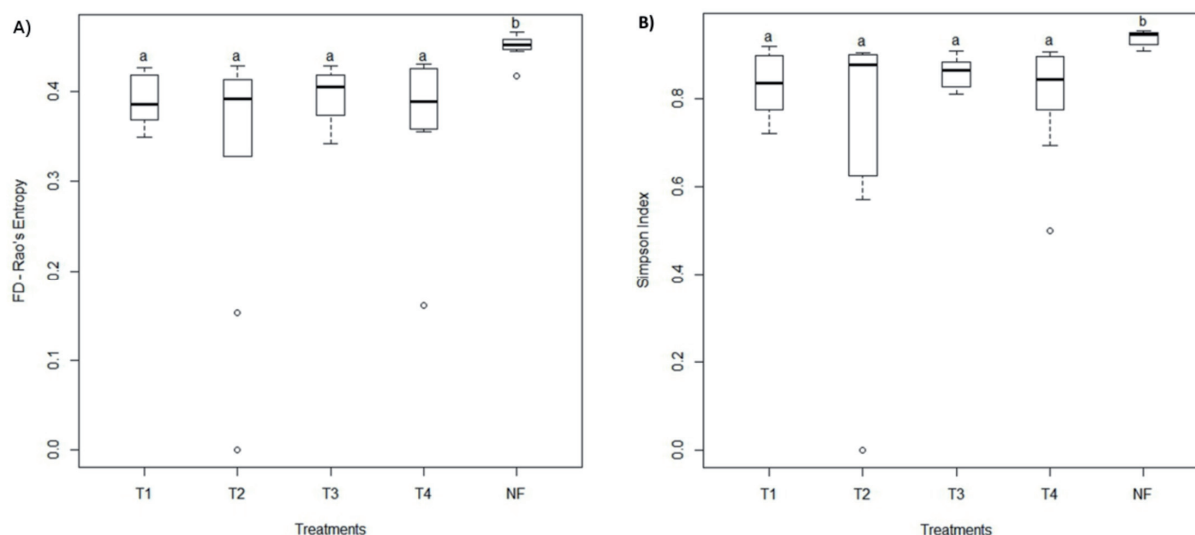 A)
FD - Rao's Entropy
0.4
0.3
0.2
0.1
0.0
a
a
a
a
b
T1
T2
T3
T4
NF
Treatments
B)
Simpson Index
0.8
0.6
0.4
0.2
0.0
a
a
a
a
b
T1
T2
T3
T4
NF
Treatments